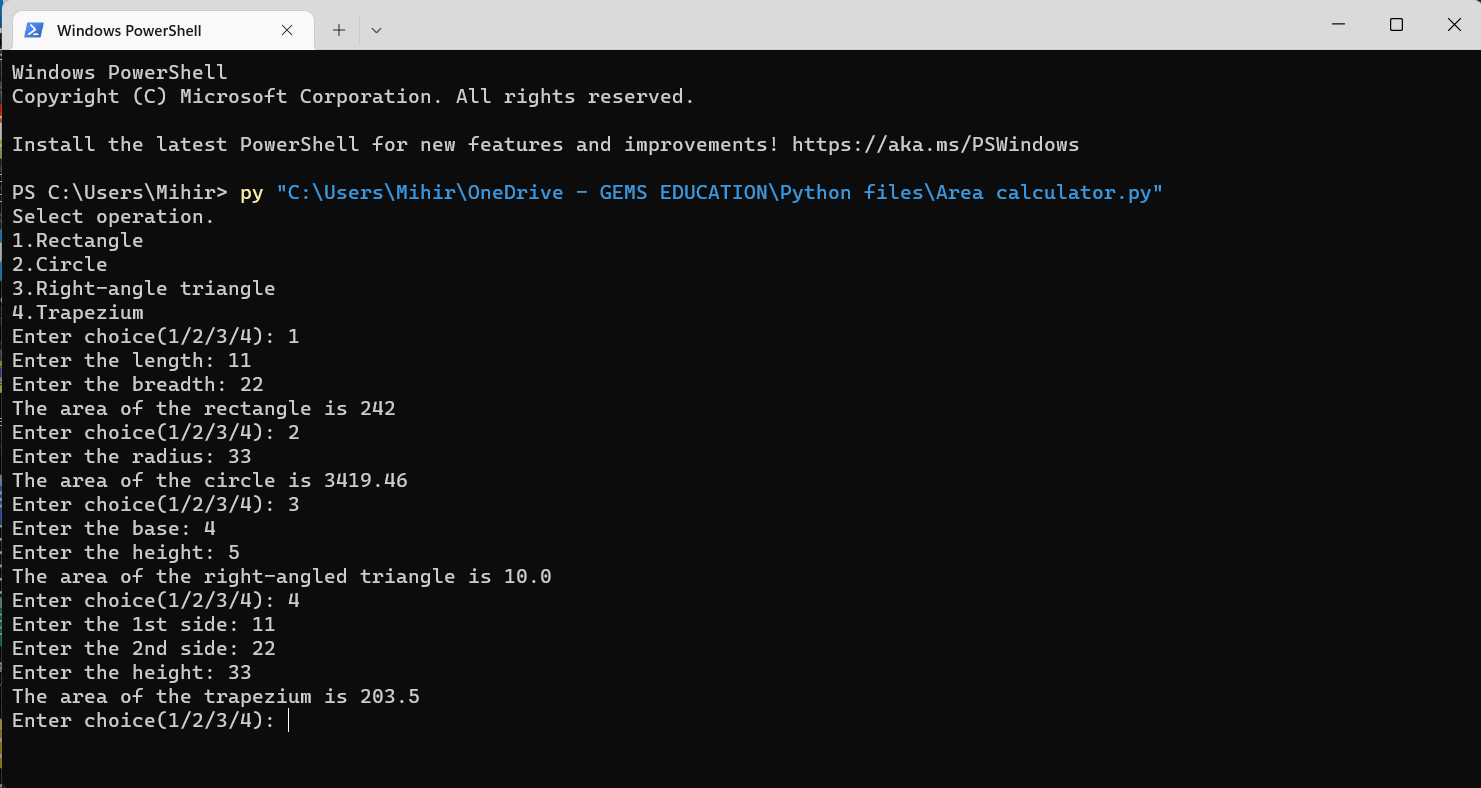 Windows PowerShell
Windows PowerShell
Copyright (C) Microsoft Corporation. All rights reserved.
Install the latest PowerShell for new features and improvements! https://aka.ms/PSWindows
PS C:\Users\Mihir> py "C:\Users\Mihir\OneDrive - GEMS EDUCATION\Python files\Area calculator.py"
Select operation.
1.Rectangle
2.Circle
3.Right-angle triangle
4.Trapezium
Enter choice(1/2/3/4): 1
Enter the length: 11
Enter the breadth: 22
The area of the rectangle is 242
Enter choice(1/2/3/4): 2
Enter the radius: 33
The area of the circle is 3419.46
Enter choice(1/2/3/4): 3
Enter the base: 4
Enter the height: 5
The area of the right-angled triangle is 10.0
Enter choice(1/2/3/4): 4
Enter the 1st side: 11
Enter the 2nd side: 22
Enter the height: 33
The area of the trapezium is 203.5
Enter choice(1/2/3/4):